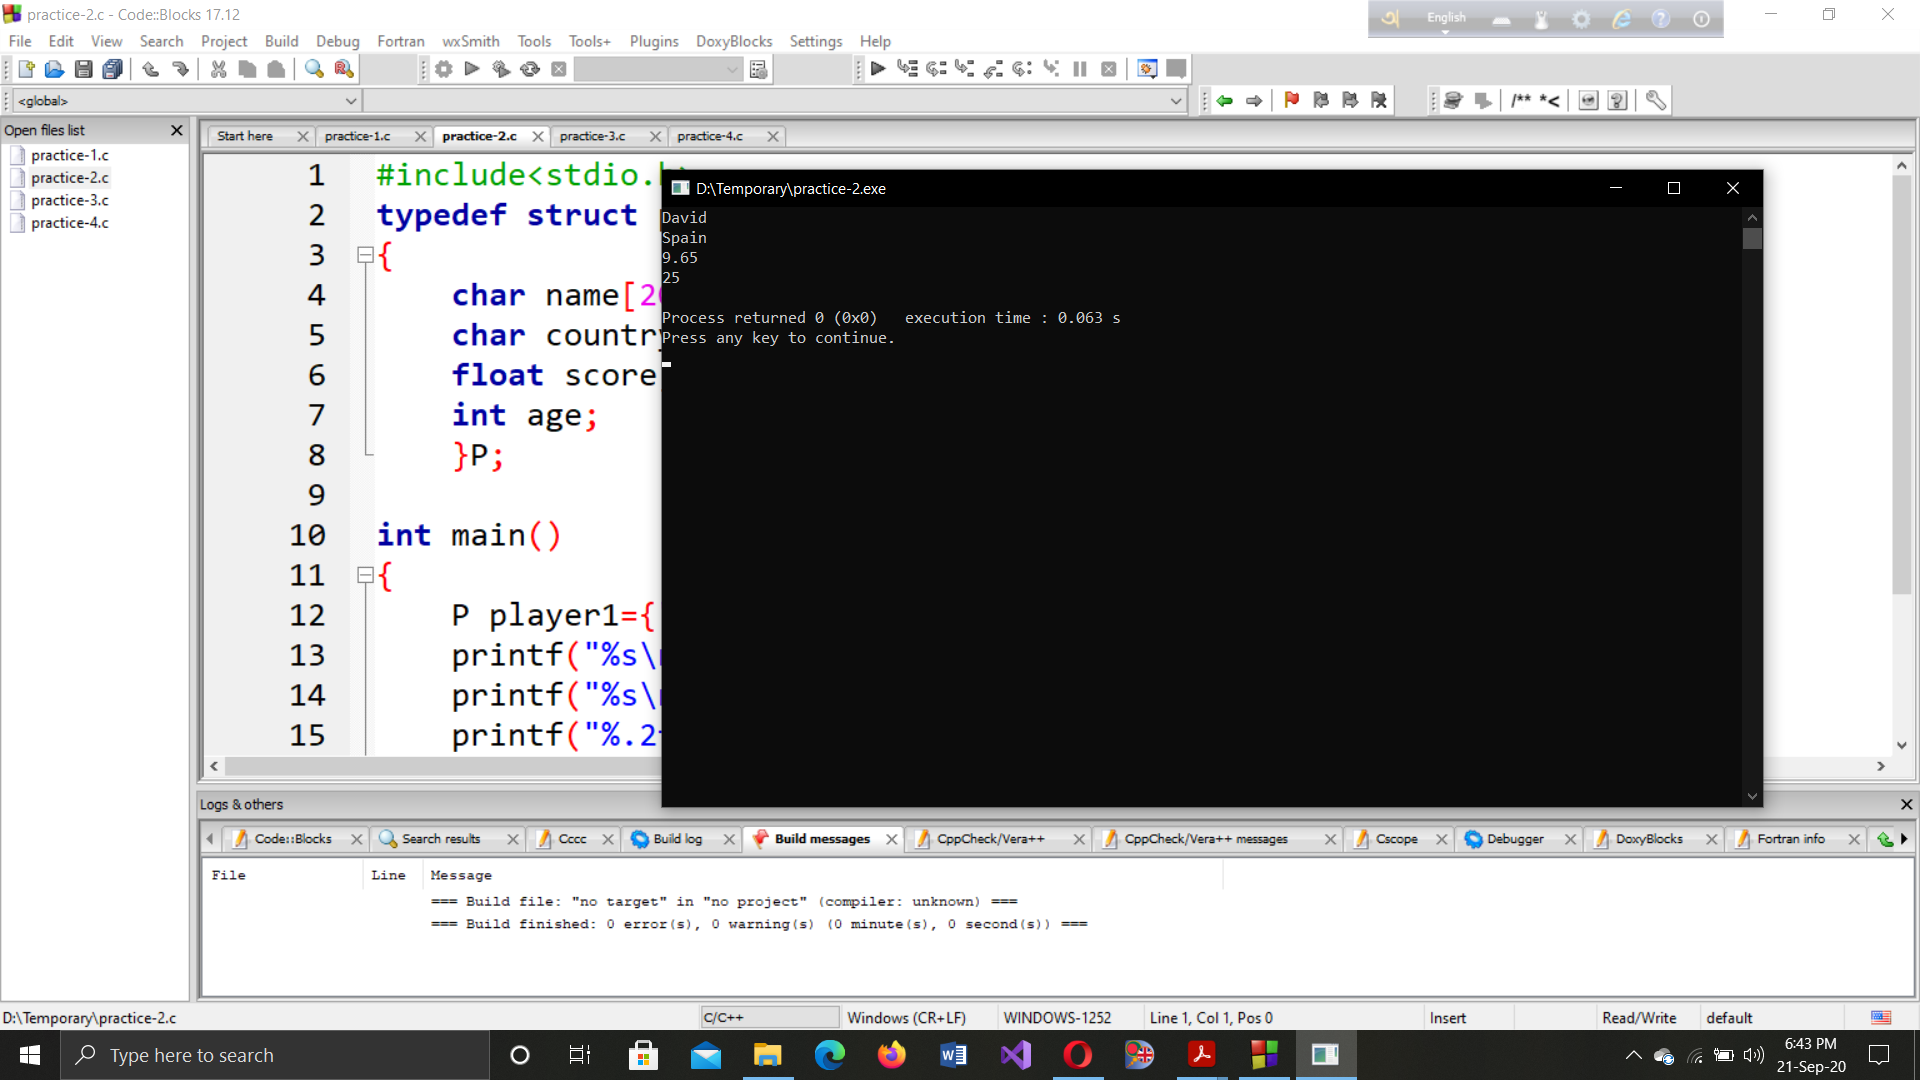 practice-2.c - Code::Blocks 17.12
English
File Edit View Search Project Build Debug Fortran wxSmith Tools Tools+ Plugins DoxyBlocks Settings Help
<global>
/** *<
Open files list
practice-1.c
practice-2.c
practice-3.c
practice-4.c
Start here practice-1.c practice-2.c practice-3.c practice-4.c
1 #include<stdio.h>
2 typedef struct
3 {
4 char name[20
5 char country
6 float score
7 int age;
8 }P;
9
10 int main()
11 {
12 P player1={
13 printf("%s\n
14 printf("%s\n
15 printf("%.2f
D:\Temporary\practice-2.exe
David
Spain
9.65
25
Process returned 0 (0x0) execution time : 0.063 s
Press any key to continue.
Logs & others
Code::Blocks Search results Cccc Build log Build messages CppCheck/Vera++ CppCheck/Vera++ messages Cscope Debugger DoxyBlocks Fortran info
File Line Message
=== Build file: "no target" in "no project" (compiler: unknown) ===
=== Build finished: 0 error(s), 0 warning(s) (0 minute(s), 0 second(s)) ===
D:\Temporary\practice-2.c C/C++ Windows (CR+LF) WINDOWS-1252 Line 1, Col 1, Pos 0 Insert Read/Write default
Type here to search
6:43 PM
21-Sep-20